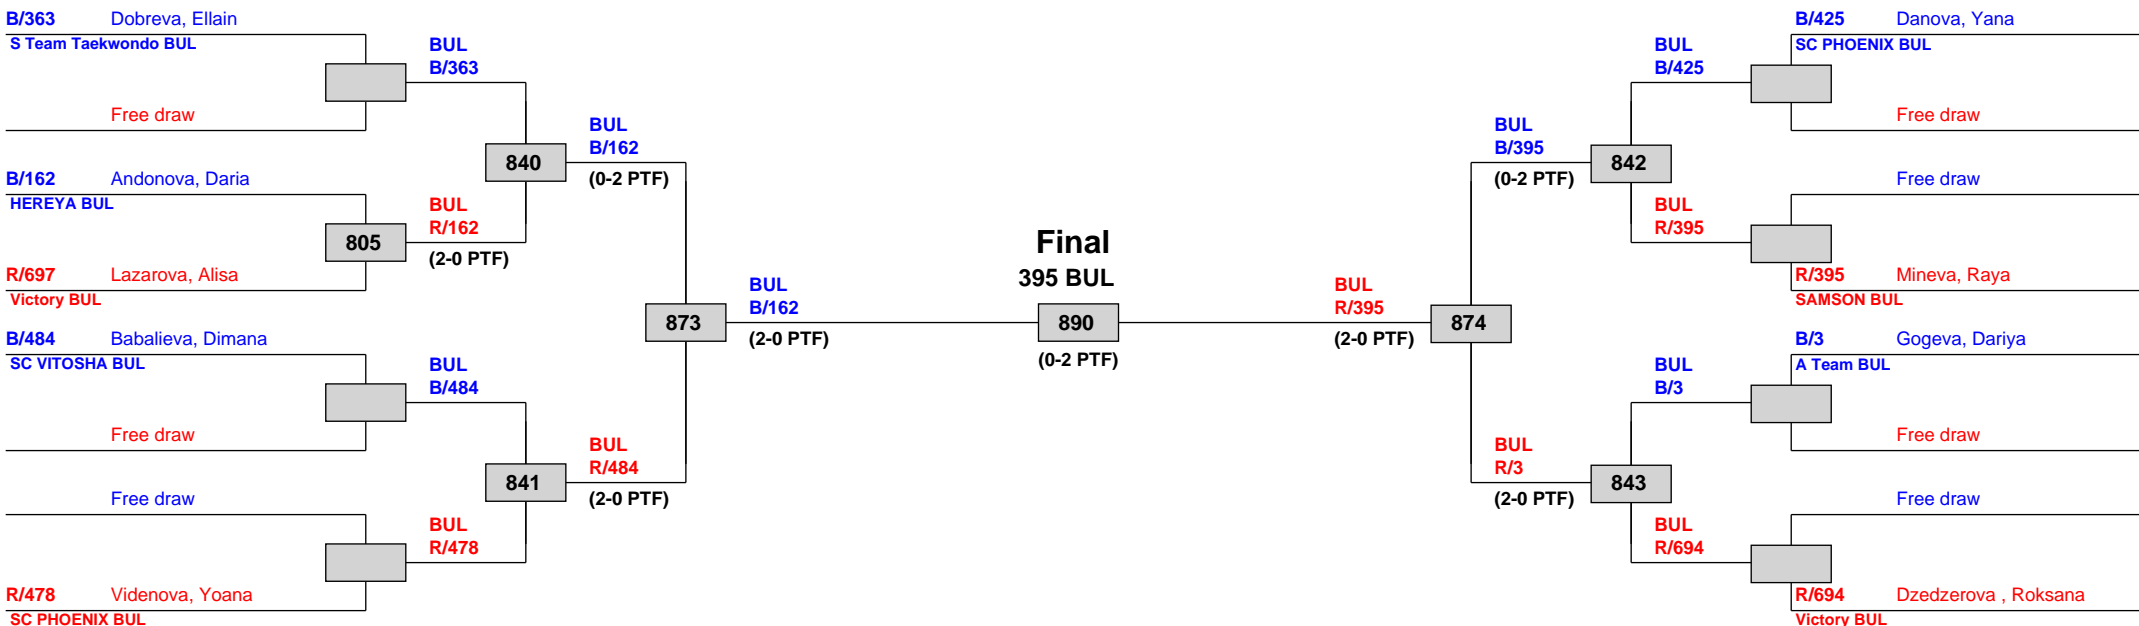 B/363 Dobreva, Ellain
S Team Taekwondo BUL
Free draw
B/162 Andonova, Daria
HEREYA BUL
R/697 Lazarova, Alisa
Victory BUL
B/484 Babalieva, Dimana
SC VITOSHA BUL
Free draw
Free draw
R/478 Videnova, Yoana
SC PHOENIX BUL
805
BUL
B/363
BUL
R/162
(2-0 PTF)
BUL
B/484
BUL
R/478
840
841
BUL
B/162
(0-2 PTF)
BUL
R/484
(2-0 PTF)
873
BUL
B/162
(2-0 PTF)
Final
395 BUL
890
(0-2 PTF)
BUL
R/395
(2-0 PTF)
874
BUL
B/395
(0-2 PTF)
BUL
R/3
(2-0 PTF)
842
843
BUL
B/425
BUL
R/395
BUL
B/3
BUL
R/694
B/425 Danova, Yana
SC PHOENIX BUL
Free draw
Free draw
R/395 Mineva, Raya
SAMSON BUL
B/3 Gogeva, Dariya
A Team BUL
Free draw
Free draw
R/694 Dzedzerova , Roksana
Victory BUL